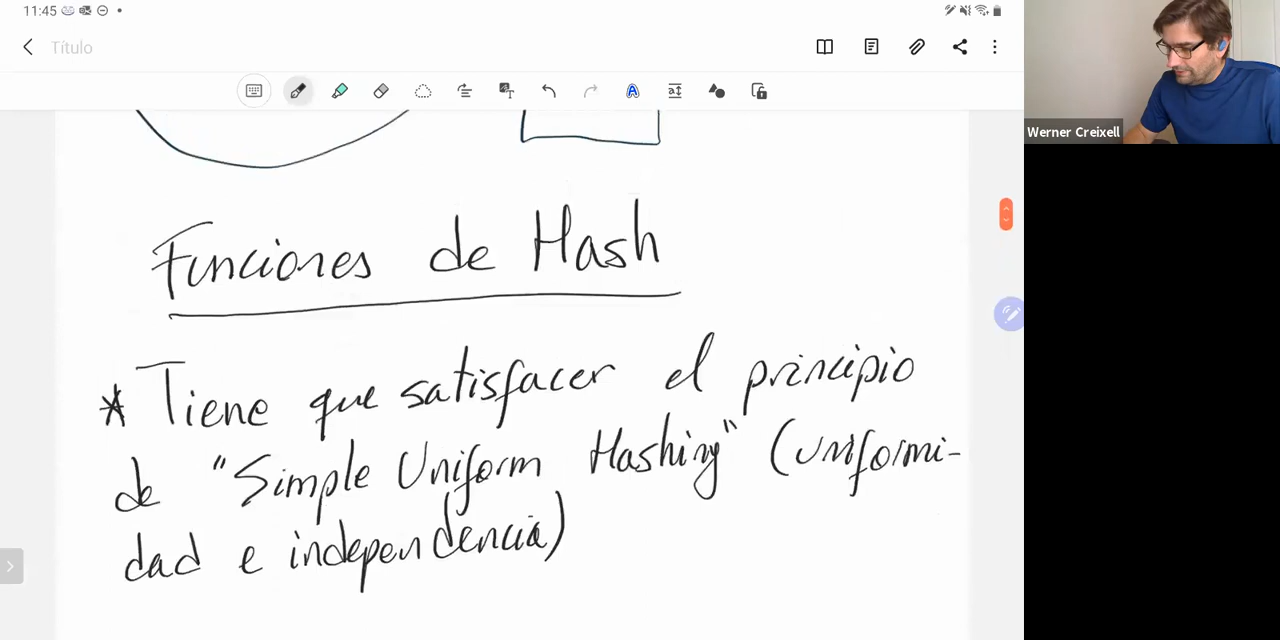 11:45
Título
Werner Creixell
Funciones de Hash
* Tiene que satisfacer el principio
de "Simple Uniform Hashing" (uniformi-
dad e independencia)